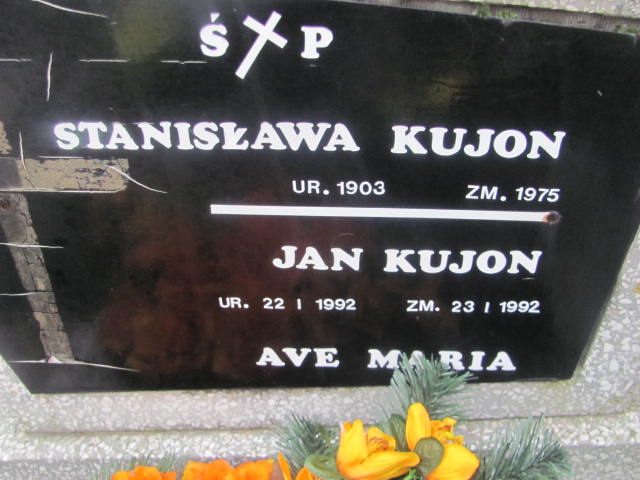 Ś P
STANISŁAWA KUJON
UR. 1903 ZM. 1975
JAN KUJON
UR. 22 I 1992 ZM. 23 I 1992
AVE MARIA